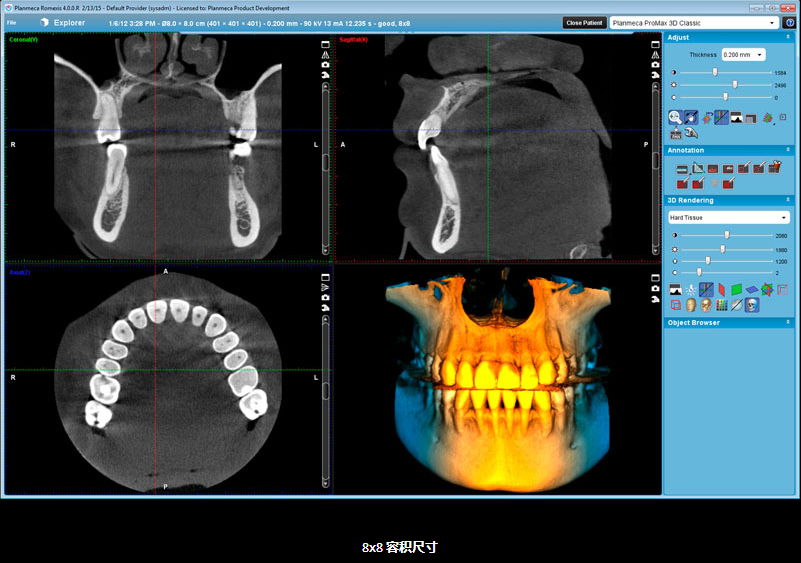 Planmeca Romexis 4.0.0.R 2/13/15 - Default Provider (sysadm) - Licensed to: Planmeca Product Development
File
Explorer
1/6/12 3:28 PM - Ø8.0 × 8.0 cm (401 × 401 × 401) - 0.200 mm - 90 kV 13 mA 12.235 s - good, 8x8
Close Patient
Planmeca ProMax 3D Classic
Coronal(Y)
R
L
Sagittal(X)
A
P
Axial(Z)
A
R
L
P
Adjust
Thickness
0.200 mm
1584
2498
0
Annotation
3D Rendering
Hard Tissue
2080
1880
1200
2
Object Browser
8x8 容积尺寸